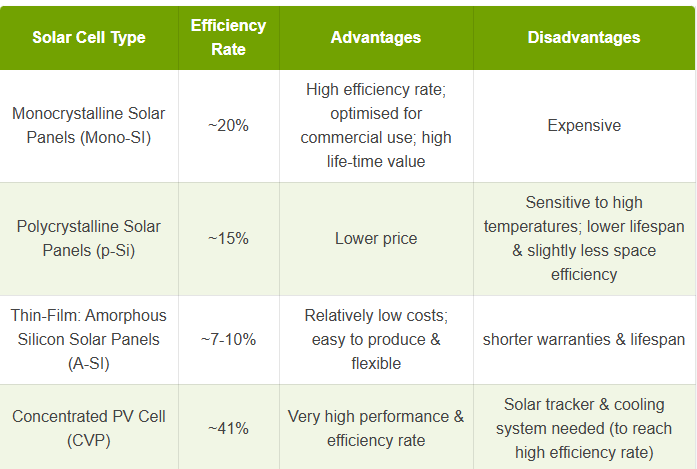 Solar Cell Type
Efficiency
Rate
Advantages
Disadvantages
Monocrystalline Solar
Panels (Mono-SI)
~20%
High efficiency rate;
optimised for
commercial use; high
life-time value
Expensive
Polycrystalline Solar
Panels (p-Si)
~15%
Lower price
Sensitive to high
temperatures; lower lifespan
& slightly less space
efficiency
Thin-Film: Amorphous
Silicon Solar Panels
(A-SI)
~7-10%
Relatively low costs;
easy to produce &
flexible
shorter warranties & lifespan
Concentrated PV Cell
(CVP)
~41%
Very high performance &
efficiency rate
Solar tracker & cooling
system needed (to reach
high efficiency rate)